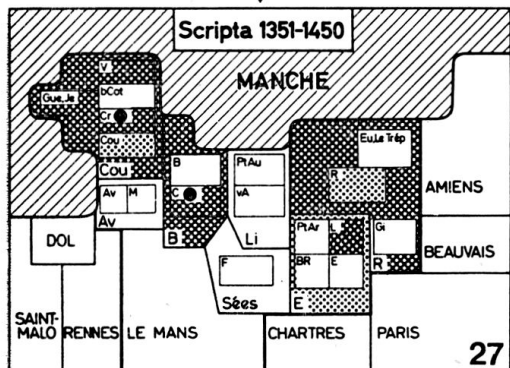 Scripta 1351-1450
MANCHE
V
Gue,Je
bCot
Cr
Cou
Cou
Av M
Av
B
C
B
PtAu
vA
Li
F
Sées
Eu,Le Trép
R
PtAr L
BR E
E
Gi
R
AMIENS
BEAUVAIS
DOL
SAINT-
MALO
RENNES
LE MANS
CHARTRES
PARIS
27